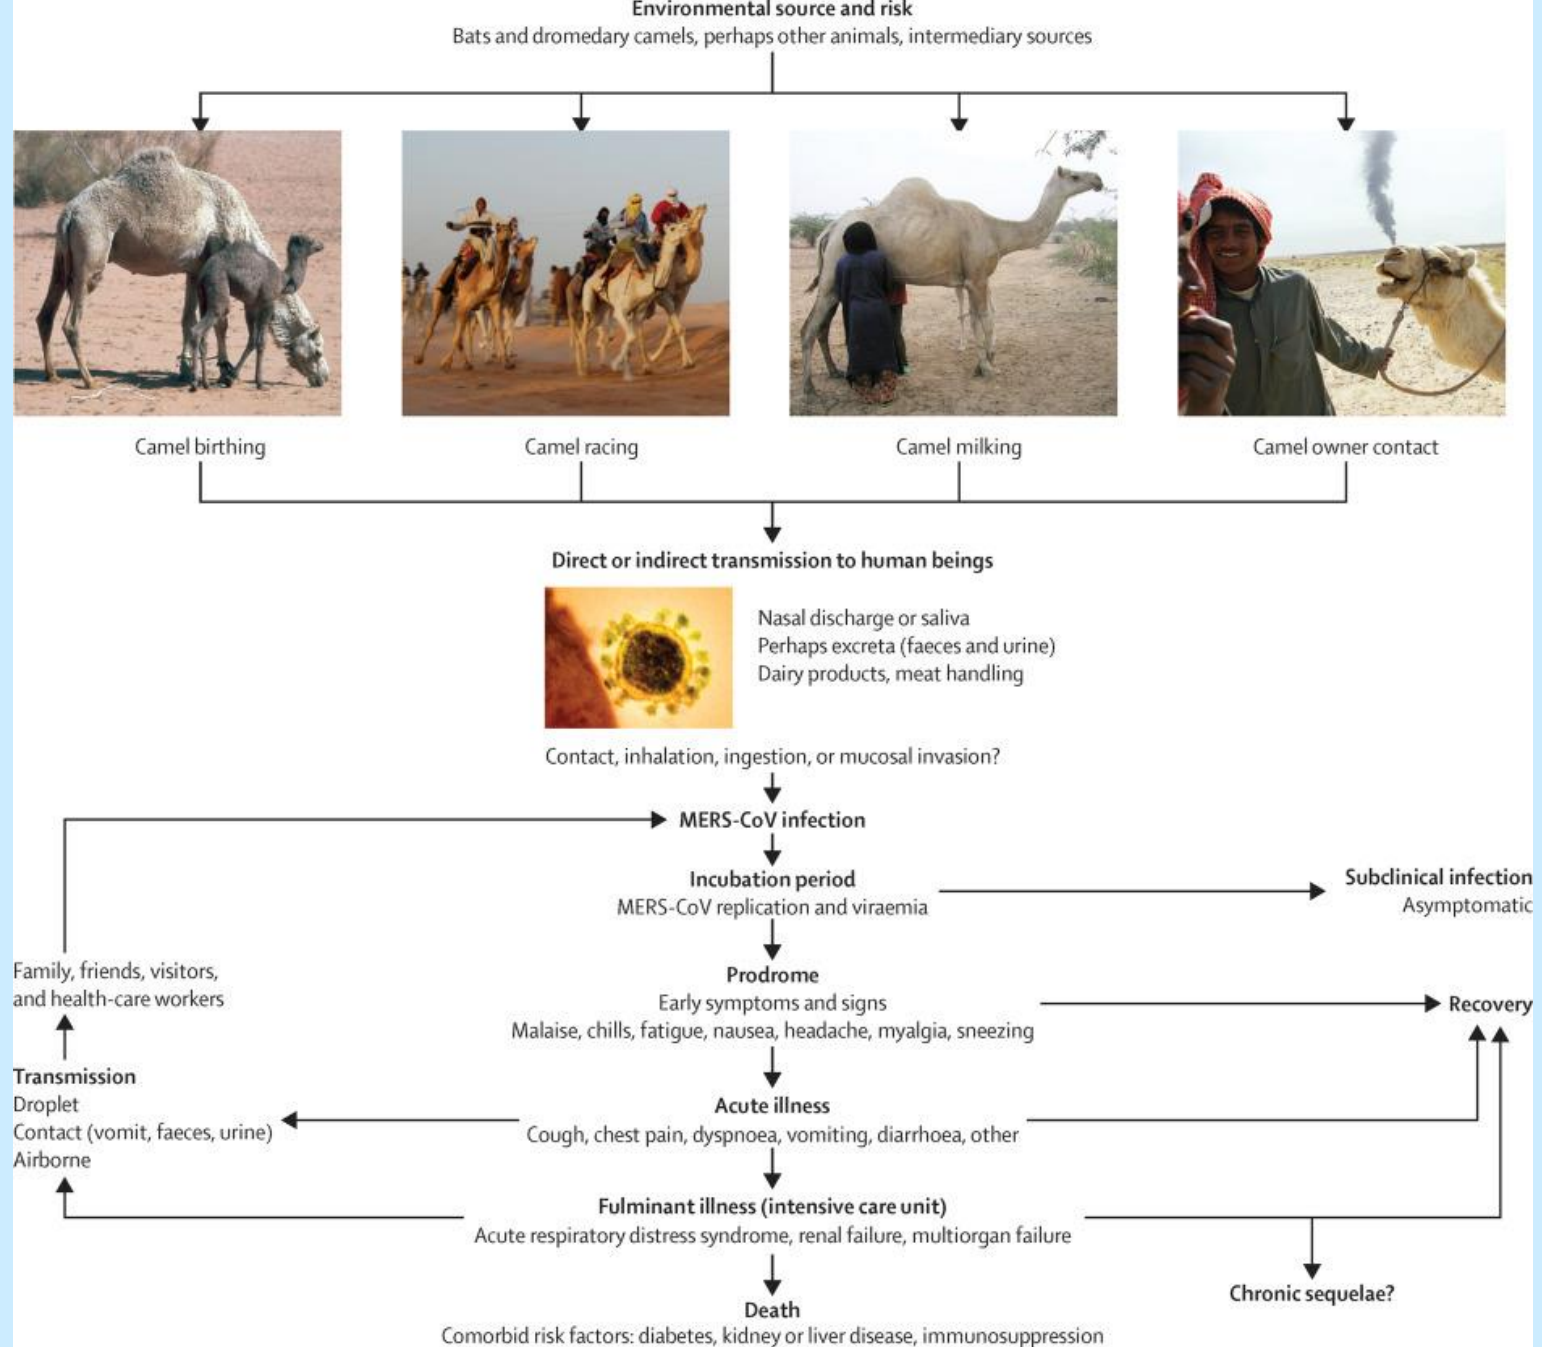 Environmental source and risk
Bats and dromedary camels, perhaps other animals, intermediary sources
Camel birthing
Camel racing
Camel milking
Camel owner contact
Direct or indirect transmission to human beings
Nasal discharge or saliva
Perhaps excreta (faeces and urine)
Dairy products, meat handling
Contact, inhalation, ingestion, or mucosal invasion?
MERS-CoV infection
Incubation period
MERS-CoV replication and viraemia
Subclinical infection
Asymptomatic
Prodrome
Early symptoms and signs
Malaise, chills, fatigue, nausea, headache, myalgia, sneezing
Recovery
Family, friends, visitors,
and health-care workers
Transmission
Droplet
Contact (vomit, faeces, urine)
Airborne
Acute illness
Cough, chest pain, dyspnoea, vomiting, diarrhoea, other
Fulminant illness (intensive care unit)
Acute respiratory distress syndrome, renal failure, multiorgan failure
Chronic sequelae?
Death
Comorbid risk factors: diabetes, kidney or liver disease, immunosuppression